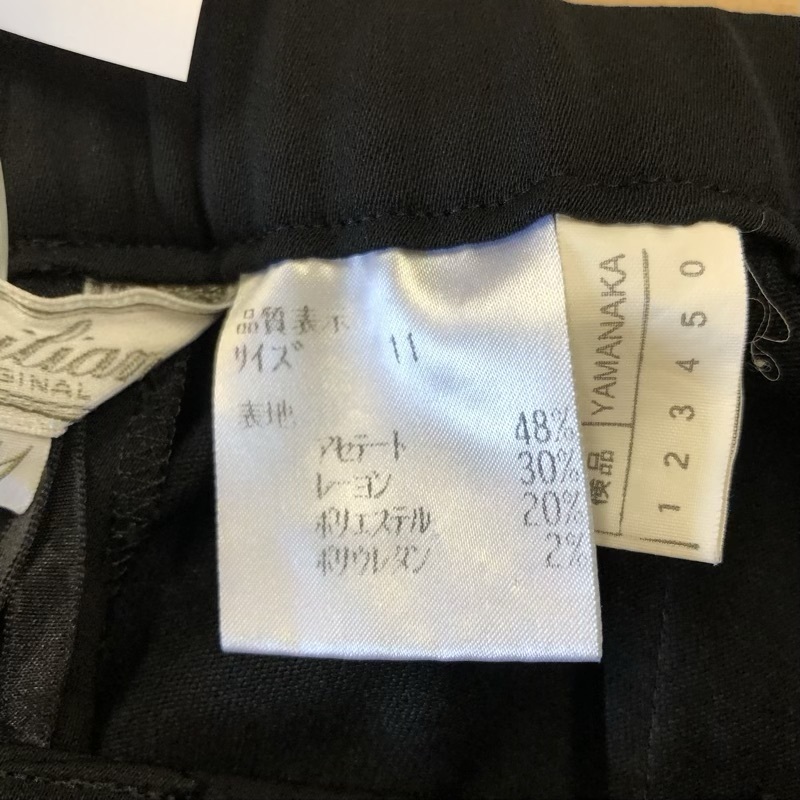 品質表示
サイズ 11
表地
アセテート 48%
レーヨン 30%
ポリエステル 20%
ポリウレタン 2%
YAMANAKA
検品
1 2 3 4 5 0